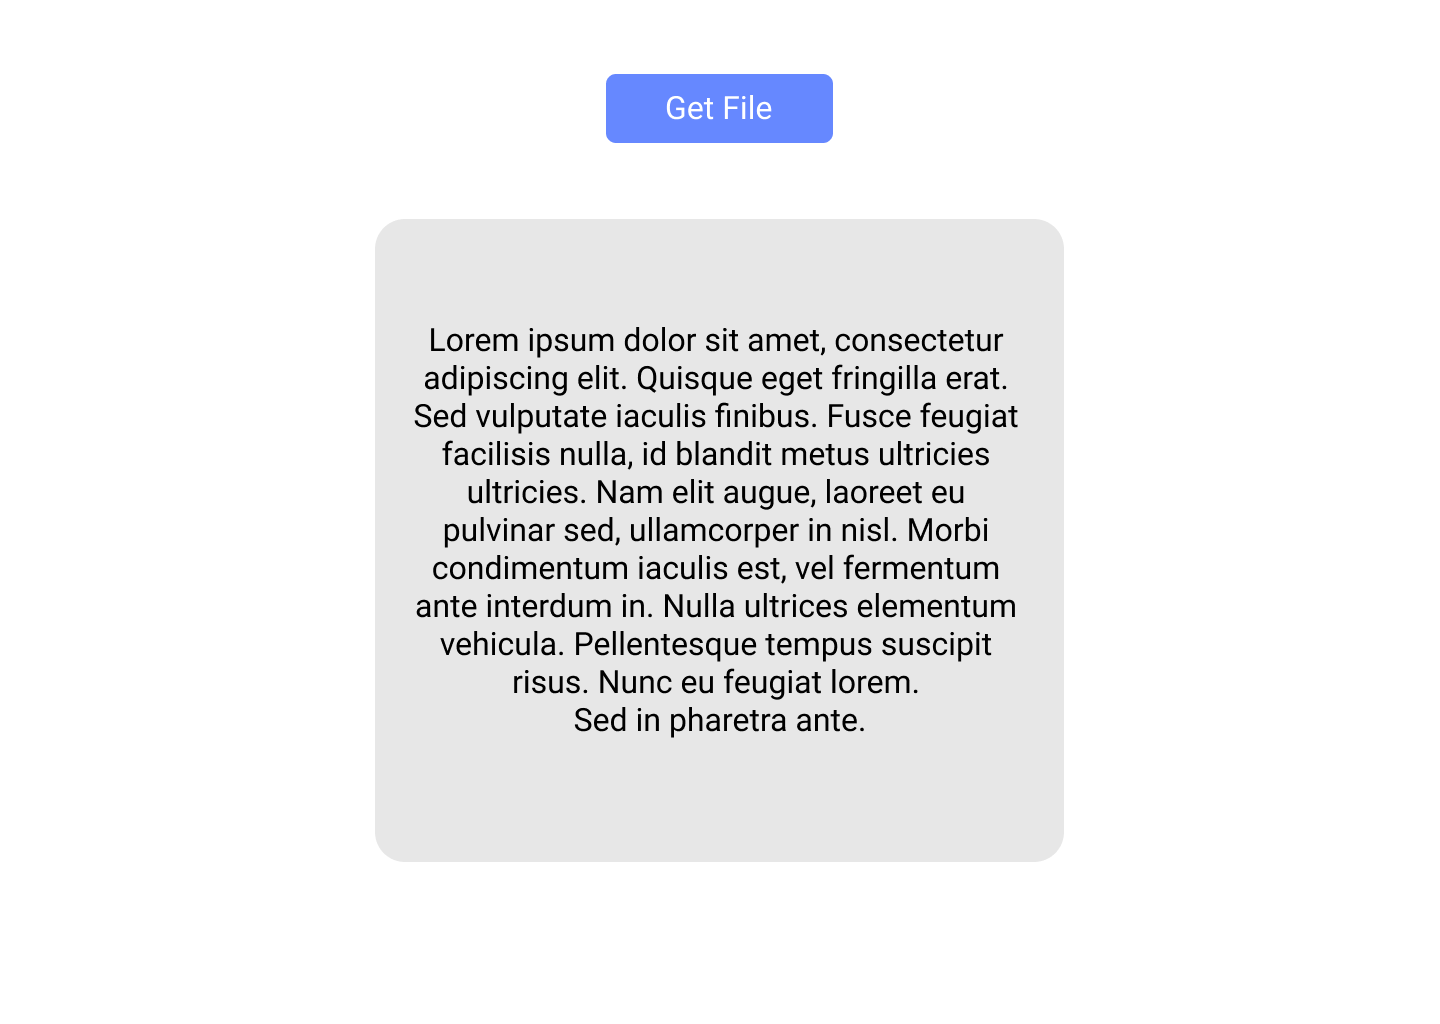 Get File
Lorem ipsum dolor sit amet, consectetur
adipiscing elit. Quisque eget fringilla erat.
Sed vulputate iaculis finibus. Fusce feugiat
facilisis nulla, id blandit metus ultricies
ultricies. Nam elit augue, laoreet eu
pulvinar sed, ullamcorper in nisl. Morbi
condimentum iaculis est, vel fermentum
ante interdum in. Nulla ultrices elementum
vehicula. Pellentesque tempus suscipit
risus. Nunc eu feugiat lorem.
Sed in pharetra ante.